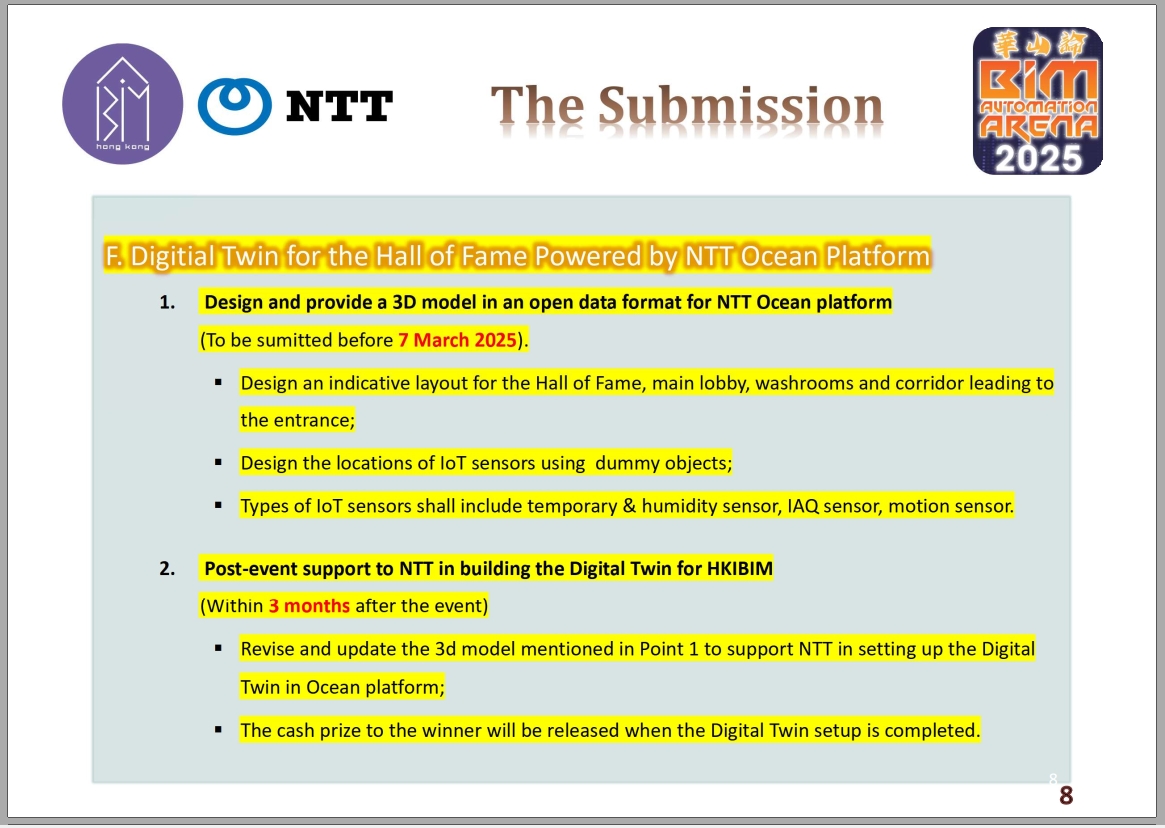 BIM
hong kong
NTT
The Submission
華山論
BIM
AUTOMATION
ARENA
2025
F. Digitial Twin for the Hall of Fame Powered by NTT Ocean Platform
1. Design and provide a 3D model in an open data format for NTT Ocean platform
(To be sumitted before 7 March 2025).
▪ Design an indicative layout for the Hall of Fame, main lobby, washrooms and corridor leading to
the entrance;
▪ Design the locations of IoT sensors using  dummy objects;
▪ Types of IoT sensors shall include temporary & humidity sensor, IAQ sensor, motion sensor.
2. Post-event support to NTT in building the Digital Twin for HKIBIM
(Within 3 months after the event)
▪ Revise and update the 3d model mentioned in Point 1 to support NTT in setting up the Digital
Twin in Ocean platform;
▪ The cash prize to the winner will be released when the Digital Twin setup is completed.
8
8